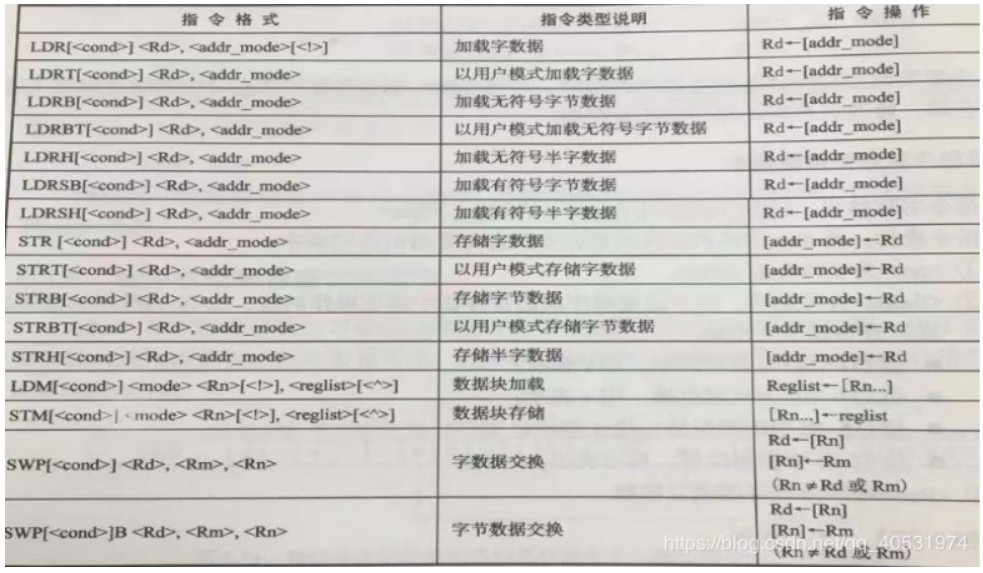 指令格式 指令类型说明 指令操作
LDR[<cond>] <Rd>, <addr_mode>[<!>] 加载字数据 Rd←[addr_mode]
LDRT[<cond>] <Rd>, <addr_mode> 以用户模式加载字数据 Rd←[addr_mode]
LDRB[<cond>] <Rd>, <addr_mode> 加载无符号字节数据 Rd←[addr_mode]
LDRBT[<cond>] <Rd>, <addr_mode> 以用户模式加载无符号字节数据 Rd←[addr_mode]
LDRH[<cond>] <Rd>, <addr_mode> 加载无符号半字数据 Rd←[addr_mode]
LDRSB[<cond>] <Rd>, <addr_mode> 加载有符号字节数据 Rd←[addr_mode]
LDRSH[<cond>] <Rd>, <addr_mode> 加载有符号半字数据 Rd←[addr_mode]
STR [<cond>] <Rd>, <addr_mode> 存储字数据 [addr_mode]←Rd
STRT[<cond>] <Rd>, <addr_mode> 以用户模式存储字数据 [addr_mode]←Rd
STRB[<cond>] <Rd>, <addr_mode> 存储字节数据 [addr_mode]←Rd
STRBT[<cond>] <Rd>, <addr_mode> 以用户模式存储字节数据 [addr_mode]←Rd
STRH[<cond>] <Rd>, <addr_mode> 存储半字数据 [addr_mode]←Rd
LDM[<cond>] <mode> <Rn>[<!>], <reglist>[<^>] 数据块加载 Reglist←[Rn...]
STM[<cond>] <mode> <Rn>[<!>], <reglist>[<^>] 数据块存储 [Rn...]←reglist
SWP[<cond>] <Rd>, <Rm>, <Rn> 字数据交换 Rd←[Rn]
[Rn]←Rm
(Rn≠Rd 或 Rm)
SWP[<cond>]B <Rd>, <Rm>, <Rn> 字节数据交换 Rd←[Rn]
[Rn]←Rm
(Rn≠Rd 或 Rm)
https://blog.csdn.net/qq_40531974